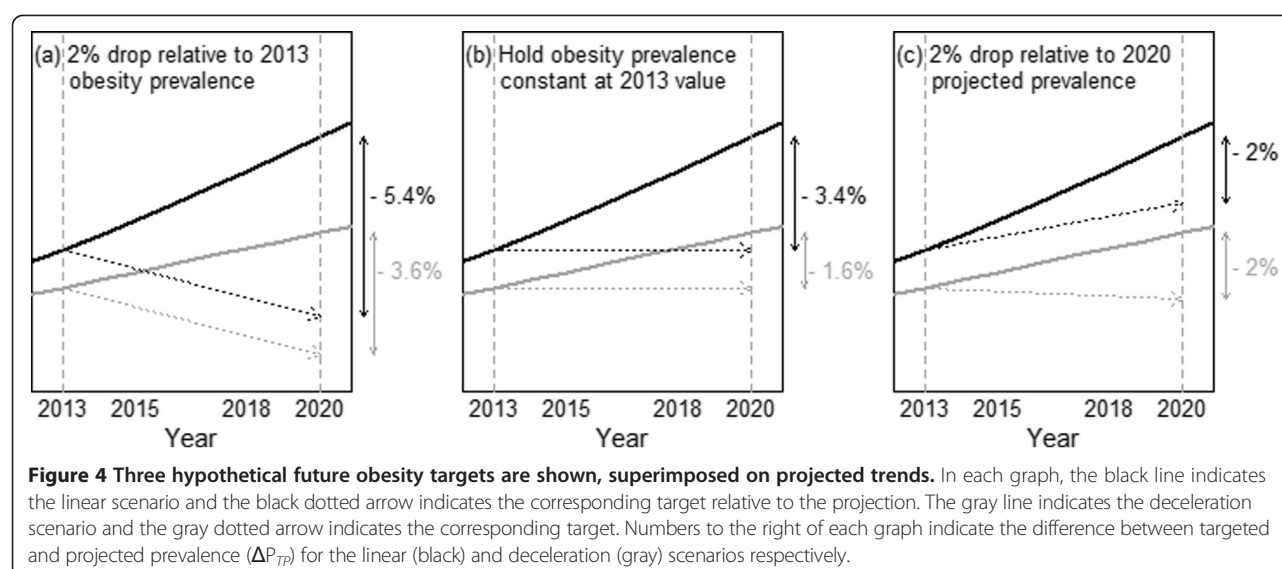 (a) 2% drop relative to 2013
obesity prevalence
- 5.4%
- 3.6%
2013 2015 2018 2020
Year
(b) Hold obesity prevalence
constant at 2013 value
- 3.4%
- 1.6%
2013 2015 2018 2020
Year
(c) 2% drop relative to 2020
projected prevalence
- 2%
- 2%
2013 2015 2018 2020
Year
Figure 4 Three hypothetical future obesity targets are shown, superimposed on projected trends. In each graph, the black line indicates
the linear scenario and the black dotted arrow indicates the corresponding target relative to the projection. The gray line indicates the deceleration
scenario and the gray dotted arrow indicates the corresponding target. Numbers to the right of each graph indicate the difference between targeted
and projected prevalence (ΔP_TP) for the linear (black) and deceleration (gray) scenarios respectively.